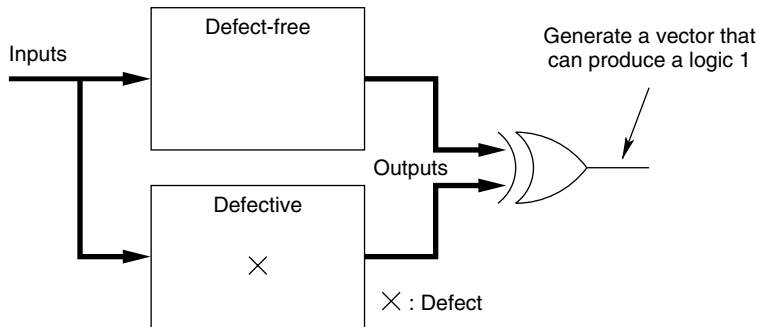 Defect-free
Inputs
Generate a vector that
can produce a logic 1
Outputs
Defective
: Defect